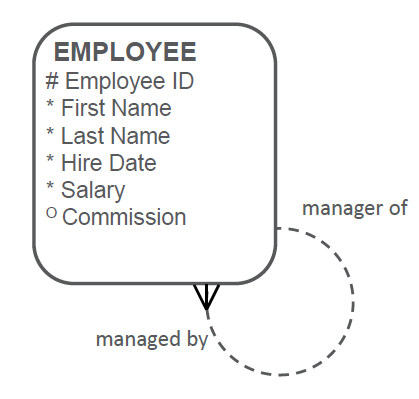 EMPLOYEE
# Employee ID
* First Name
* Last Name
* Hire Date
* Salary
O Commission
manager of
managed by